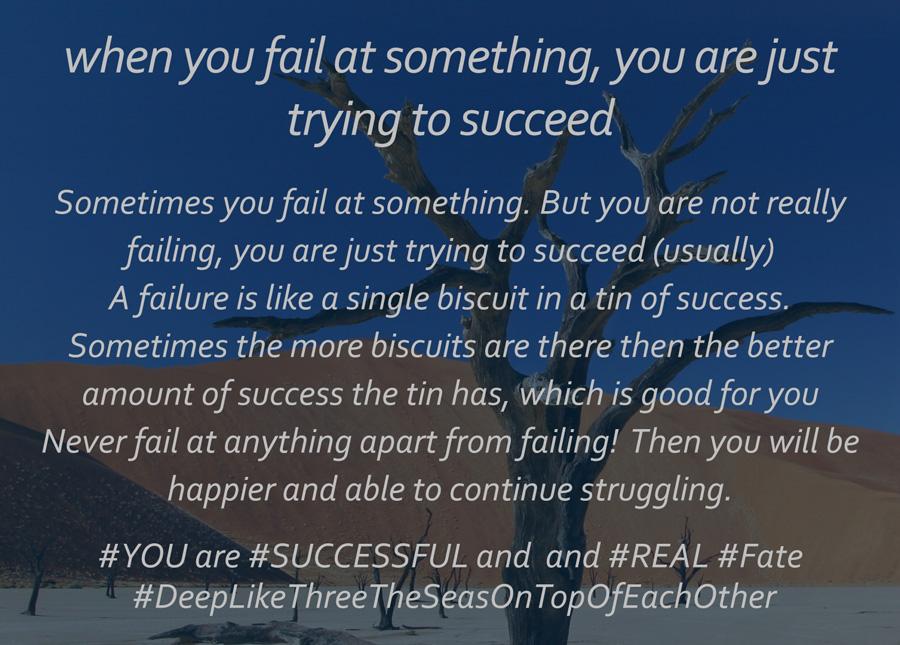 when you fail at something, you are just
trying to succeed
Sometimes you fail at something. But you are not really
failing, you are just trying to succeed (usually)
A failure is like a single biscuit in a tin of success.
Sometimes the more biscuits are there then the better
amount of success the tin has, which is good for you
Never fail at anything apart from failing! Then you will be
happier and able to continue struggling.
#YOU are #SUCCESSFUL and  and #REAL #Fate
#DeepLikeThreeTheSeasOnTopOfEachOther